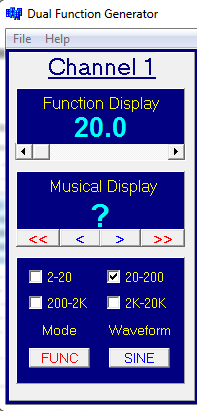 Dual Function Generator
File Help
Channel 1
Function Display
20.0
Musical Display
?
<< < > >>
2-20 20-200
200-2K 2K-20K
Mode Waveform
FUNC SINE